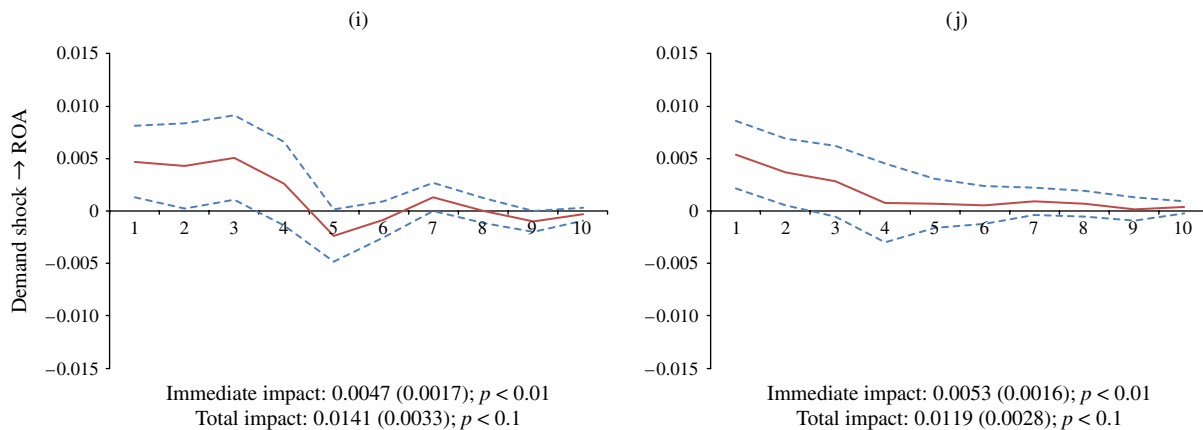 (i)
(j)
Demand shock → ROA
0.015
0.010
0.005
0
−0.005
−0.010
−0.015
1 2 3 4 5 6 7 8 9 10
0.015
0.010
0.005
0
−0.005
−0.010
−0.015
1 2 3 4 5 6 7 8 9 10
Immediate impact: 0.0047 (0.0017); p < 0.01
Total impact: 0.0141 (0.0033); p < 0.1
Immediate impact: 0.0053 (0.0016); p < 0.01
Total impact: 0.0119 (0.0028); p < 0.1